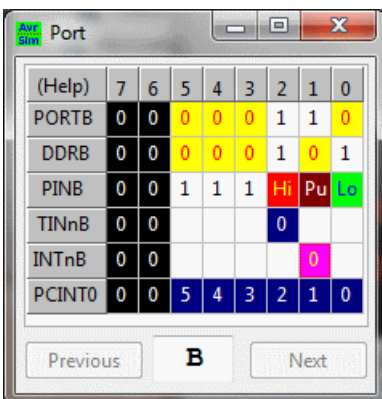 Avr Sim Port
(Help) 7 6 5 4 3 2 1 0
PORTB 0 0 0 0 0 1 1 0
DDRB 0 0 0 0 0 1 0 1
PINB 0 0 1 1 1 Hi Pu Lo
TINnB 0 0 0
INTnB 0 0 0
PCINT0 0 0 5 4 3 2 1 0
Previous B Next